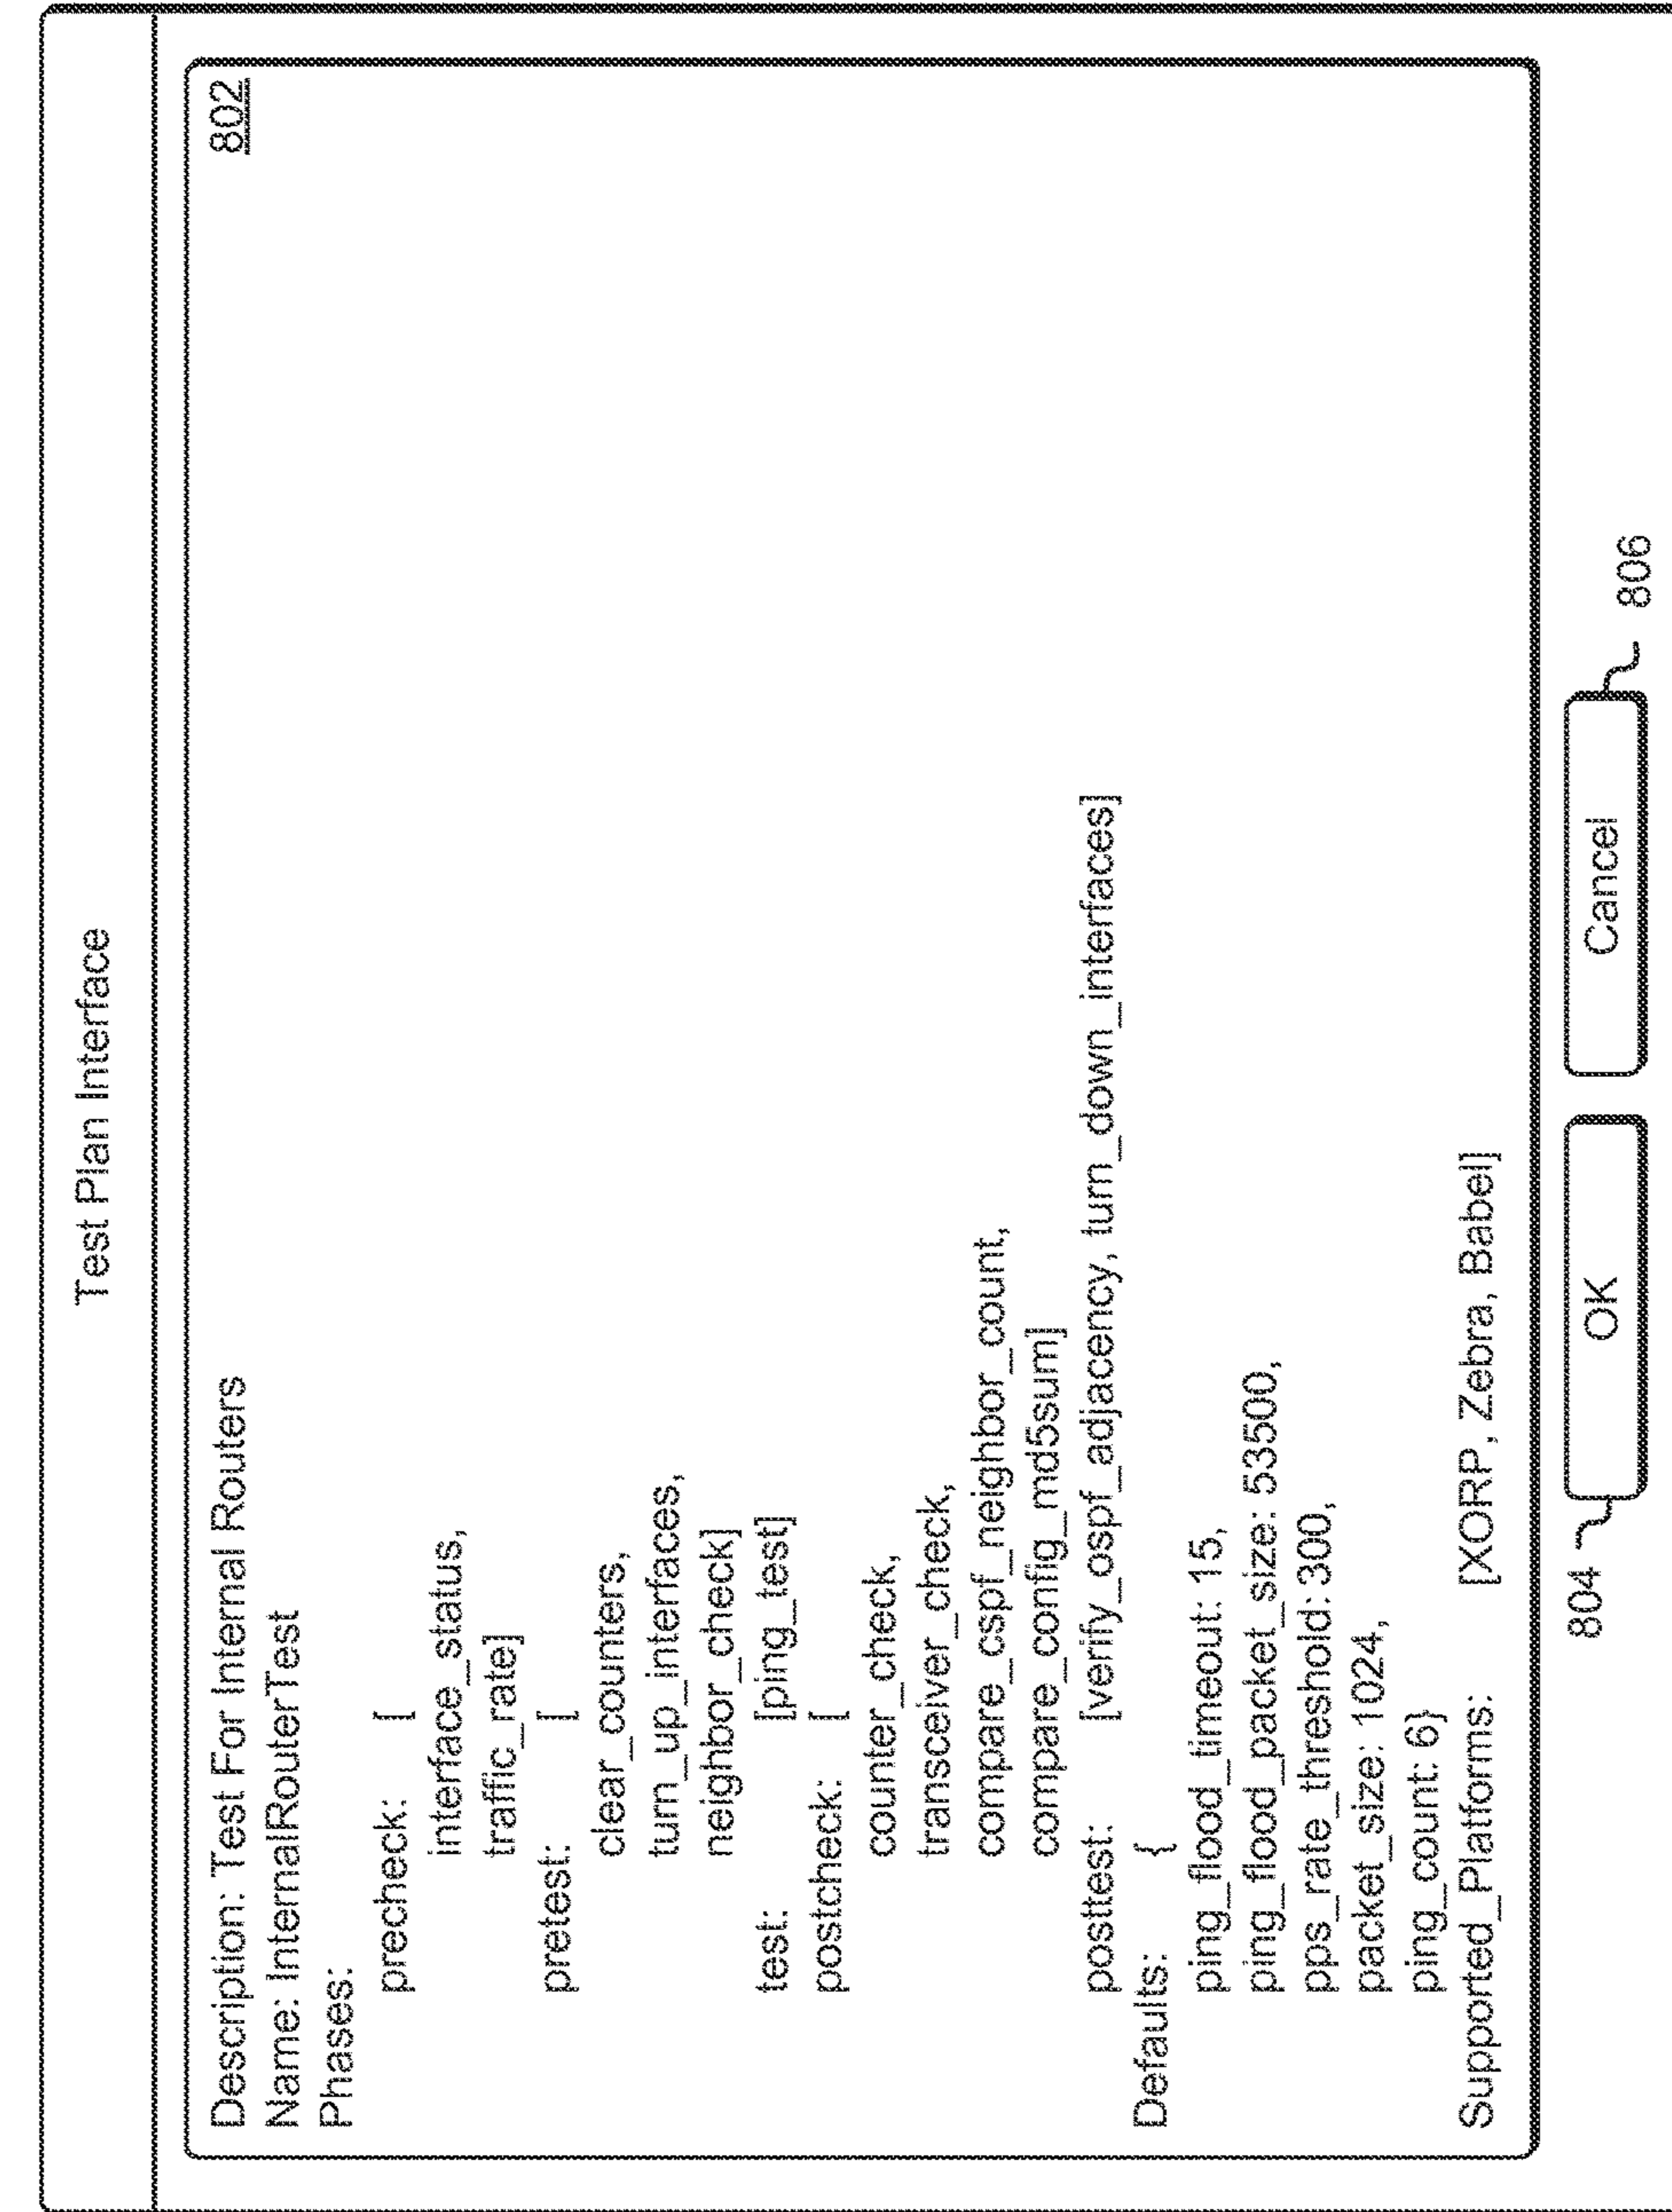 Test Plan Interface
802
Description: Test For Internal Routers
Name: InternalRouterTest
Phases:
precheck: [
interface_status,
traffic_rate]
pretest: [
clear_counters,
turn_up_interfaces,
neighbor_check]
test: [ping_test]
postcheck: [
counter_check,
transceiver_check,
compare_cspf_neighbor_count,
compare_config_md5sum]
posttest: [verify_ospf_adjacency, turn_down_interfaces]
Defaults: {
ping_flood_timeout: 15,
ping_flood_packet_size: 53500,
pps_rate_threshold: 300,
packet_size: 1024,
ping_count: 6}
Supported_Platforms: [XORP, Zebra, Babel]
804 OK Cancel 806